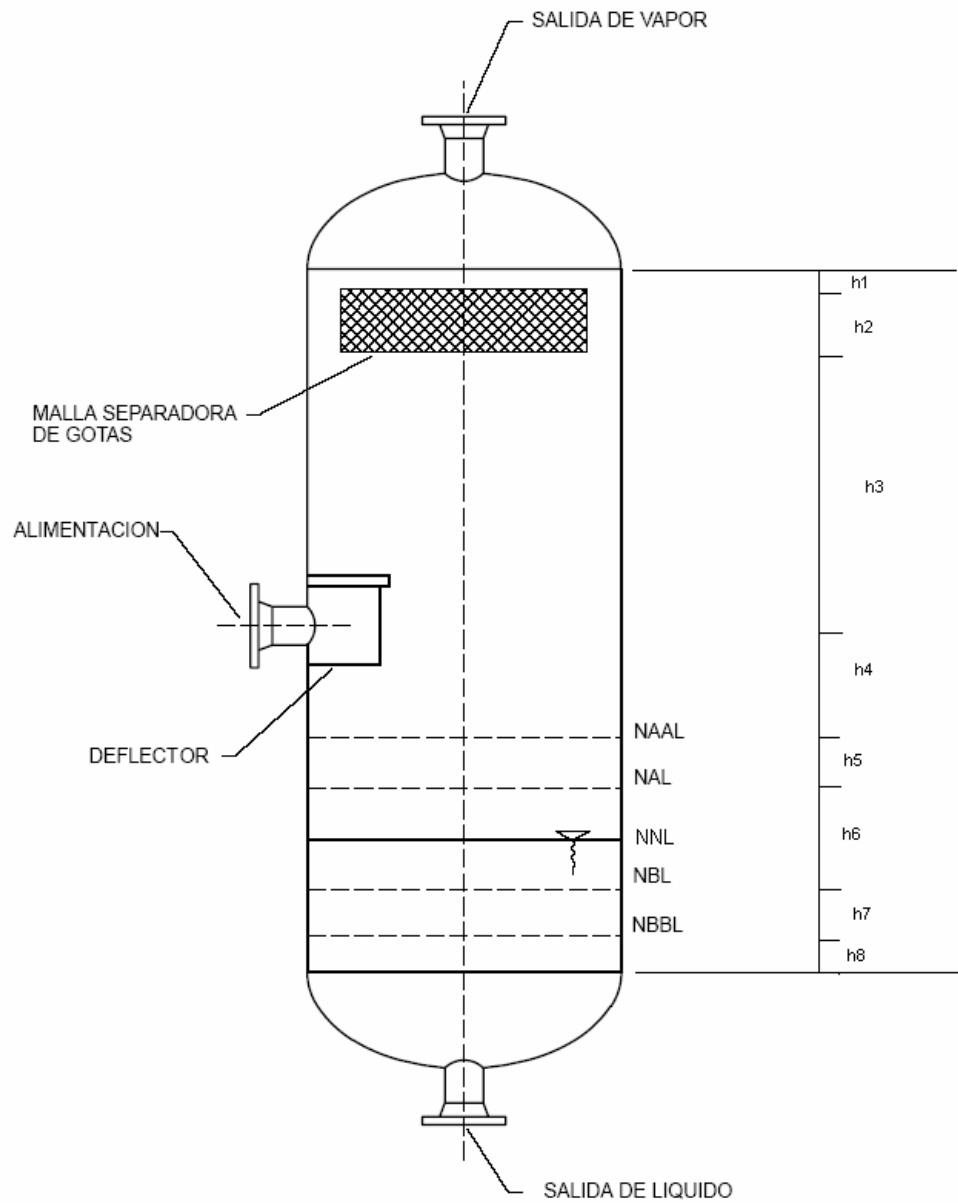 SALIDA DE VAPOR
h1
h2
MALLA SEPARADORA
DE GOTAS
h3
ALIMENTACION
h4
NAAL
DEFLECTOR
h5
NAL
NNL
h6
NBL
h7
NBBL
h8
SALIDA DE LIQUIDO